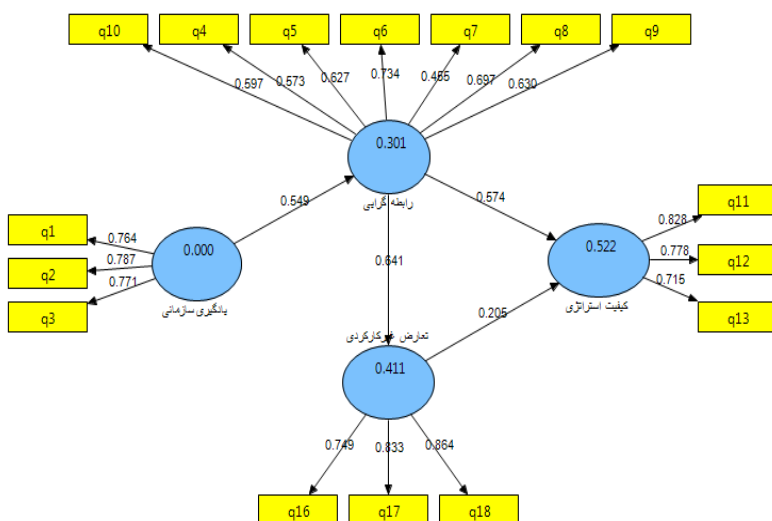 q10 q4 q5 q6 q7 q8 q9
0.597 0.573 0.627 0.734 0.455 0.697 0.630
0.301
رابطه گرایی
0.549
0.574
0.641
q1 0.764
q2 0.787
q3 0.771
0.000
یادگیری سازمانی
0.522
کیفیت استراتژی
0.828 q11
0.778 q12
0.715 q13
0.205
تعارض غیرکارکردی
0.411
0.749 0.833 0.864
q16 q17 q18